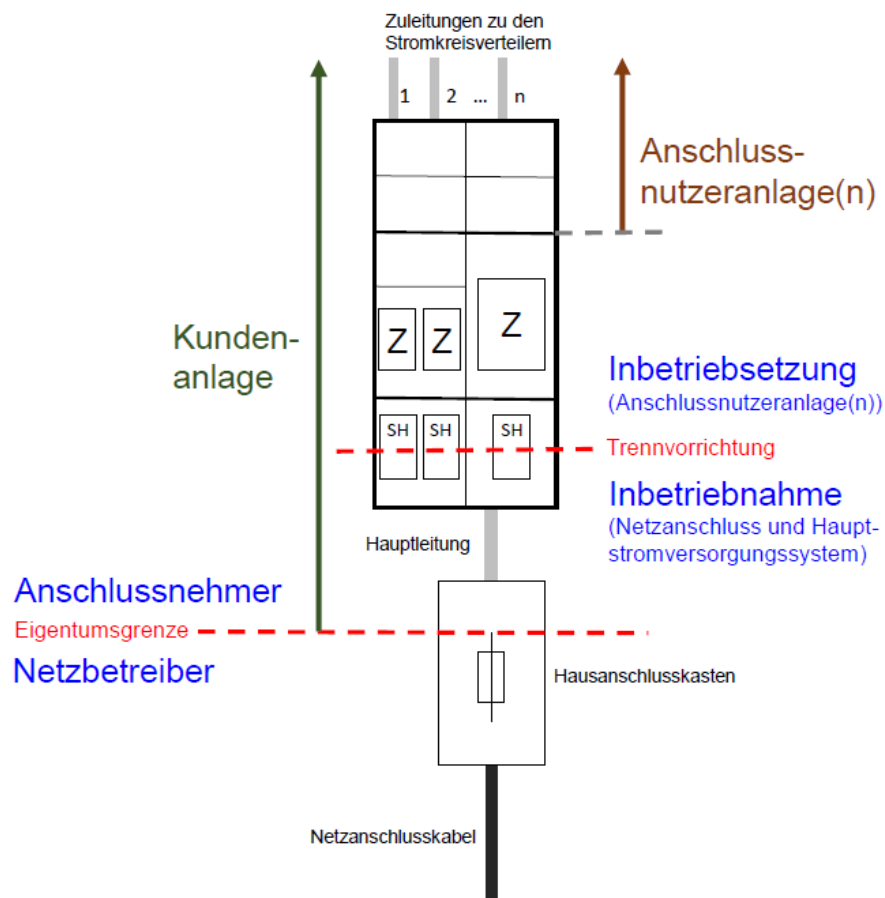 Zuleitungen zu den
Stromkreisverteilern
1 2 ... n
Anschluss-
nutzeranlage(n)
Kunden-
anlage
Z Z Z
Inbetriebsetzung
(Anschlussnutzeranlage(n))
SH SH SH
Trennvorrichtung
Inbetriebnahme
(Netzanschluss und Haupt-
stromversorgungssystem)
Hauptleitung
Anschlussnehmer
Eigentumsgrenze
Netzbetreiber
Hausanschlusskasten
Netzanschlusskabel